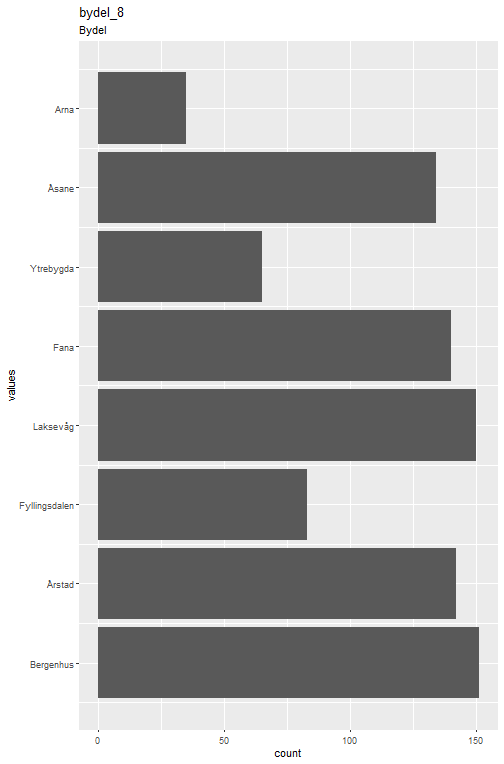 bydel_8
Bydel
Arna
Åsane
Ytrebygda
Fana
Laksevåg
Fyllingsdalen
Årstad
Bergenhus
values
0 50 100 150
count